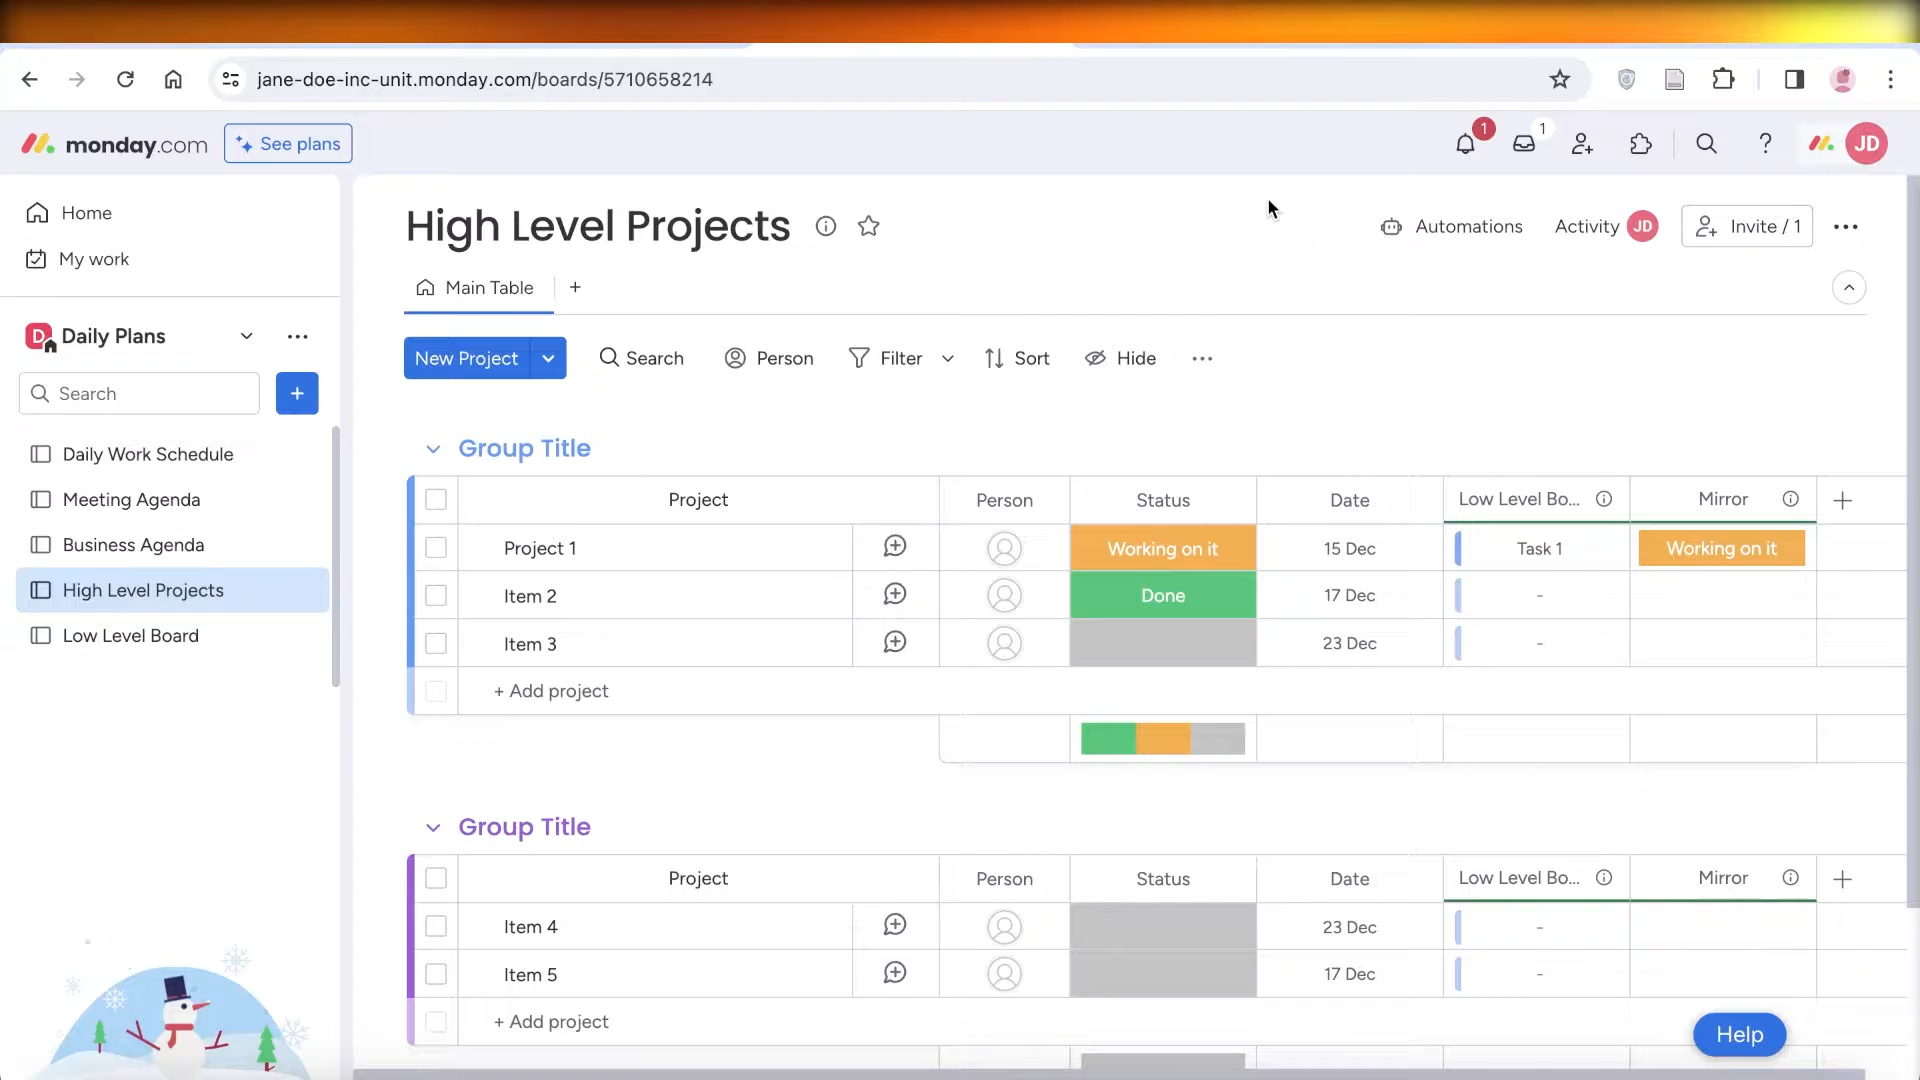 jane-doe-inc-unit.monday.com/boards/5710658214
monday.com
See plans
1
1
JD
Home
My work
D
Daily Plans
Search
+
Daily Work Schedule
Meeting Agenda
Business Agenda
High Level Projects
Low Level Board
High Level Projects
Automations
Activity
JD
Invite / 1
Main Table
+
New Project
Search
Person
Filter
Sort
Hide
Group Title
Project Person Status Date Low Level Bo... Mirror +
Project 1 Working on it 15 Dec Task 1 Working on it
Item 2 Done 17 Dec -
Item 3 23 Dec -
+ Add project
Group Title
Project Person Status Date Low Level Bo... Mirror +
Item 4 23 Dec -
Item 5 17 Dec -
+ Add project
Help